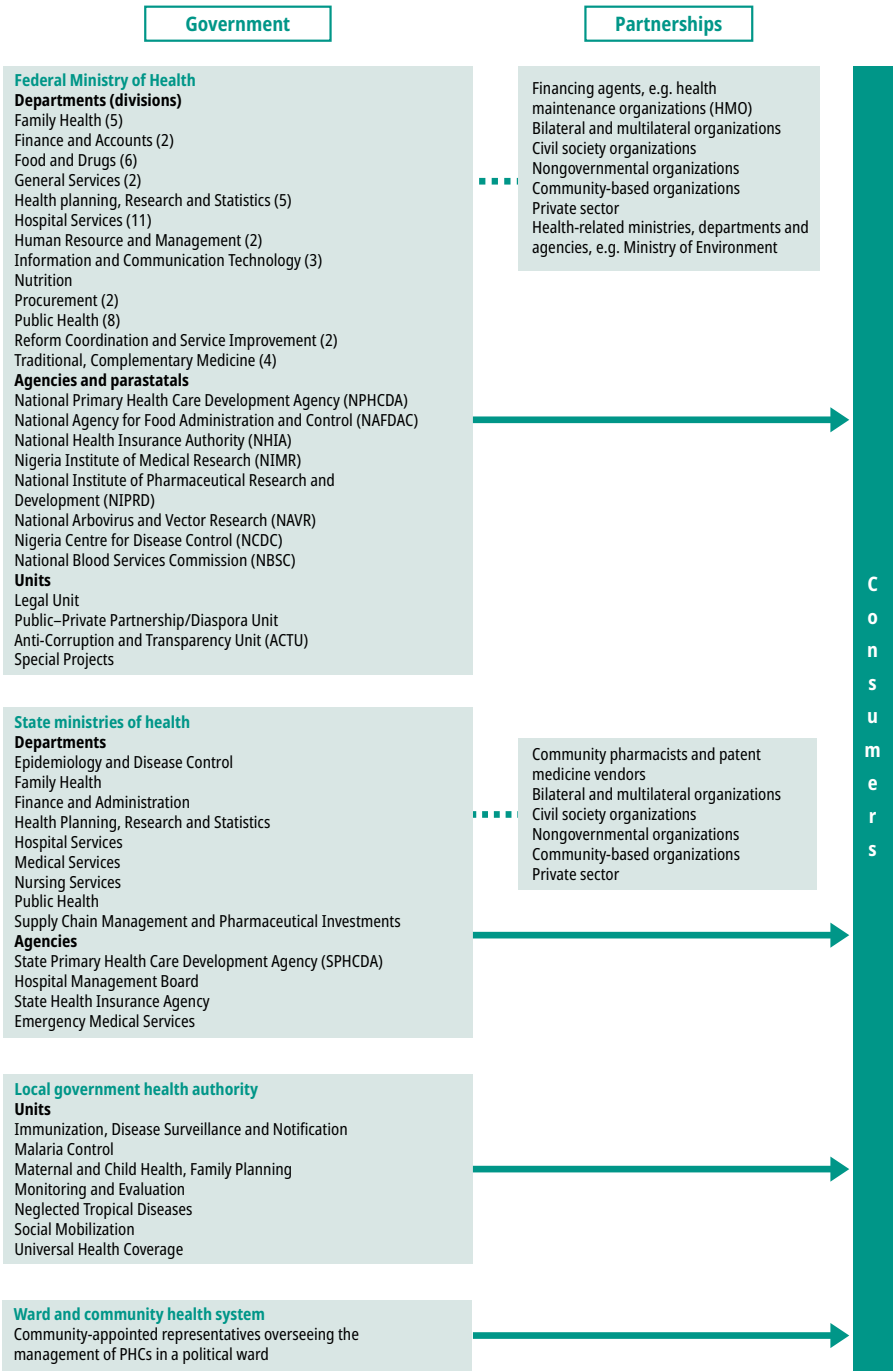 Government
Partnerships
Federal Ministry of Health
Departments (divisions)
Family Health (5)
Finance and Accounts (2)
Food and Drugs (6)
General Services (2)
Health planning, Research and Statistics (5)
Hospital Services (11)
Human Resource and Management (2)
Information and Communication Technology (3)
Nutrition
Procurement (2)
Public Health (8)
Reform Coordination and Service Improvement (2)
Traditional, Complementary Medicine (4)
Agencies and parastatals
National Primary Health Care Development Agency (NPHCDA)
National Agency for Food Administration and Control (NAFDAC)
National Health Insurance Authority (NHIA)
Nigeria Institute of Medical Research (NIMR)
National Institute of Pharmaceutical Research and
Development (NIPRD)
National Arbovirus and Vector Research (NAVR)
Nigeria Centre for Disease Control (NCDC)
National Blood Services Commission (NBSC)
Units
Legal Unit
Public–Private Partnership/Diaspora Unit
Anti-Corruption and Transparency Unit (ACTU)
Special Projects
Financing agents, e.g. health
maintenance organizations (HMO)
Bilateral and multilateral organizations
Civil society organizations
Nongovernmental organizations
Community-based organizations
Private sector
Health-related ministries, departments and
agencies, e.g. Ministry of Environment
State ministries of health
Departments
Epidemiology and Disease Control
Family Health
Finance and Administration
Health Planning, Research and Statistics
Hospital Services
Medical Services
Nursing Services
Public Health
Supply Chain Management and Pharmaceutical Investments
Agencies
State Primary Health Care Development Agency (SPHCDA)
Hospital Management Board
State Health Insurance Agency
Emergency Medical Services
Community pharmacists and patent
medicine vendors
Bilateral and multilateral organizations
Civil society organizations
Nongovernmental organizations
Community-based organizations
Private sector
Local government health authority
Units
Immunization, Disease Surveillance and Notification
Malaria Control
Maternal and Child Health, Family Planning
Monitoring and Evaluation
Neglected Tropical Diseases
Social Mobilization
Universal Health Coverage
Ward and community health system
Community-appointed representatives overseeing the
management of PHCs in a political ward
Consumers